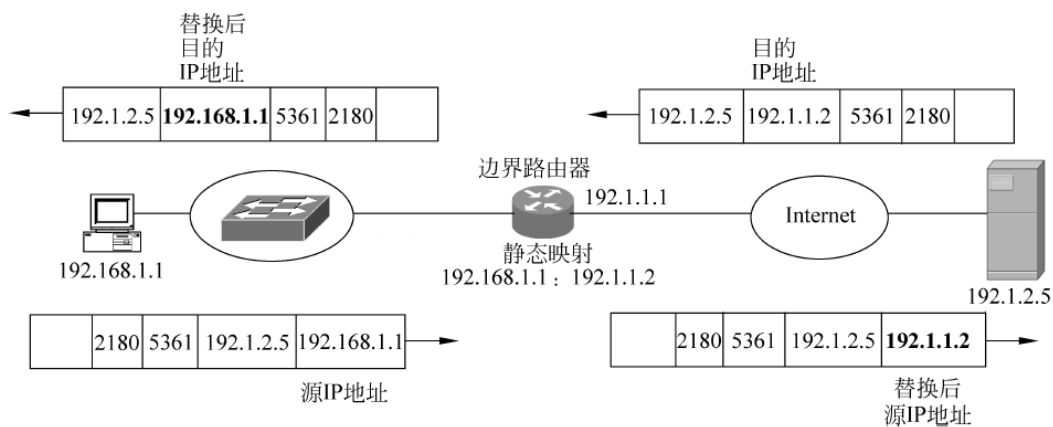 替换后
目的
IP地址
192.1.2.5 192.168.1.1 5361 2180
目的
IP地址
192.1.2.5 192.1.1.2 5361 2180
边界路由器
192.1.1.1
Internet
静态映射
192.168.1.1：192.1.1.2
192.168.1.1
192.1.2.5
2180 5361 192.1.2.5 192.168.1.1
源IP地址
2180 5361 192.1.2.5 192.1.1.2
替换后
源IP地址